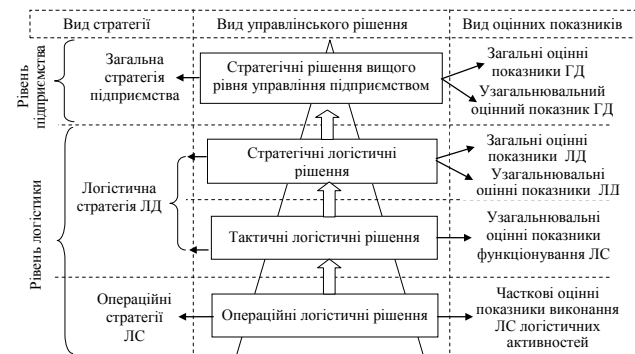 Вид стратегії
Вид управлінського рішення
Вид оцінних показників
Рівень
підприємства
Загальна
стратегія
підприємства
Стратегічні рішення вищого
рівня управління підприємством
Загальні оцінні
показники ГД
Узагальнювальний
оцінний показник ГД
Рівень логістики
Логістична
стратегія ЛД
Стратегічні логістичні
рішення
Загальні оцінні
показники ЛД
Узагальнювальні
оцінні показники ЛД
Тактичні логістичні рішення
Узагальнювальні
оцінні показники
функціонування ЛС
Операційні
стратегії
ЛС
Операційні логістичні рішення
Часткові оцінні
показники виконання
ЛС логістичних
активностей